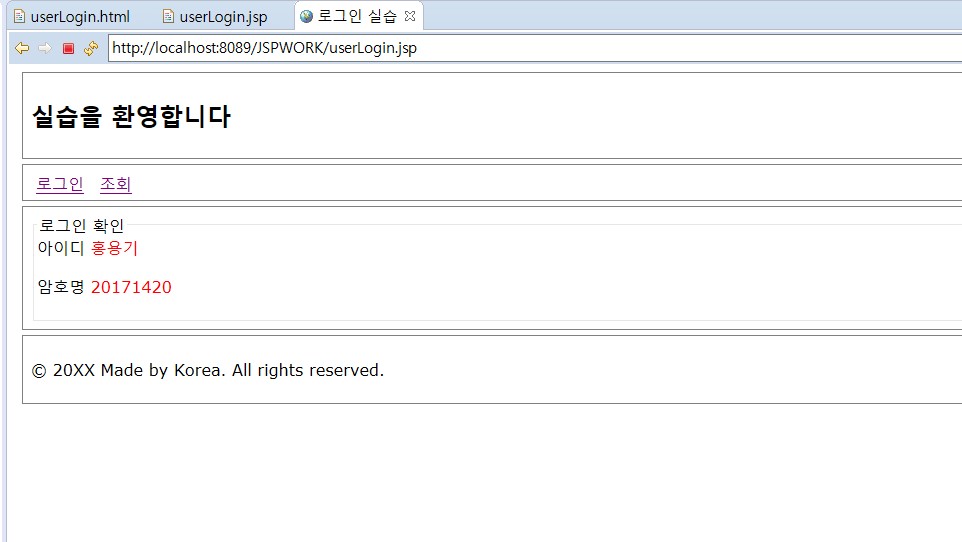 userLogin.html userLogin.jsp 로그인 실습
http://localhost:8089/JSPWORK/userLogin.jsp
실습을 환영합니다
로그인 조회
로그인 확인
아이디 홍용기
암호명 20171420
© 20XX Made by Korea. All rights reserved.